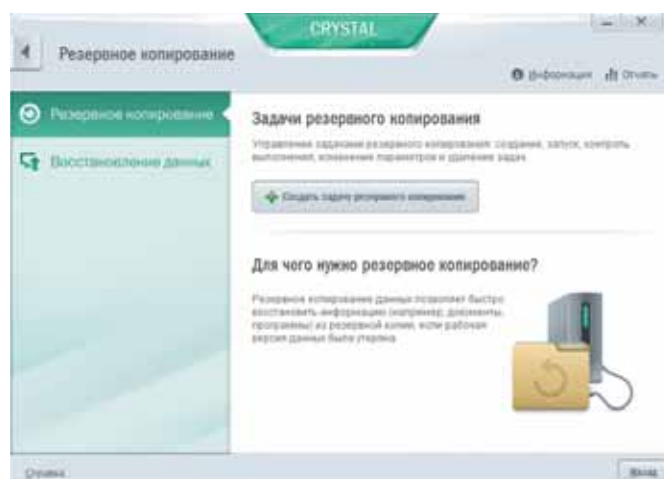 CRYSTAL
Резервное копирование
Информация Отчеты
Резервное копирование
Восстановление данных
Задачи резервного копирования
Управление задачами резервного копирования: создание, запуск, контроль
выполнения, изменение параметров и удаление задач.
Создать задачу резервного копирования
Для чего нужно резервное копирование?
Резервное копирование данных позволяет быстро
восстановить информацию (например, документы,
программы) из резервной копии, если рабочая
версия данных была утеряна.
Справка
Вход